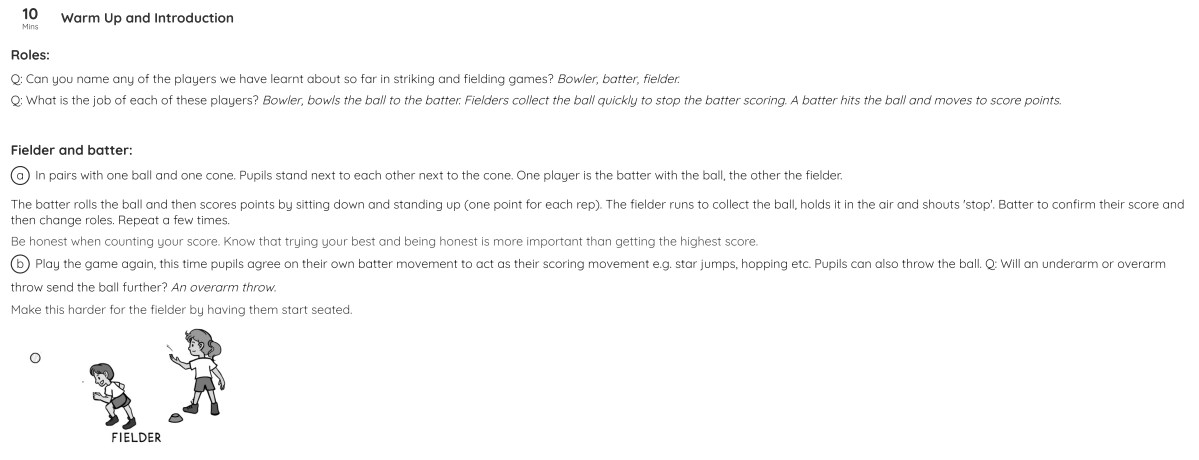 10
Mins
Warm Up and Introduction
Roles:
Q: Can you name any of the players we have learnt about so far in striking and fielding games? Bowler, batter, fielder.
Q: What is the job of each of these players? Bowler, bowls the ball to the batter. Fielders collect the ball quickly to stop the batter scoring. A batter hits the ball and moves to score points.
Fielder and batter:
a In pairs with one ball and one cone. Pupils stand next to each other next to the cone. One player is the batter with the ball, the other the fielder.
The batter rolls the ball and then scores points by sitting down and standing up (one point for each rep). The fielder runs to collect the ball, holds it in the air and shouts 'stop'. Batter to confirm their score and
then change roles. Repeat a few times.
Be honest when counting your score. Know that trying your best and being honest is more important than getting the highest score.
b Play the game again, this time pupils agree on their own batter movement to act as their scoring movement e.g. star jumps, hopping etc. Pupils can also throw the ball. Q: Will an underarm or overarm
throw send the ball further? An overarm throw.
Make this harder for the fielder by having them start seated.
FIELDER